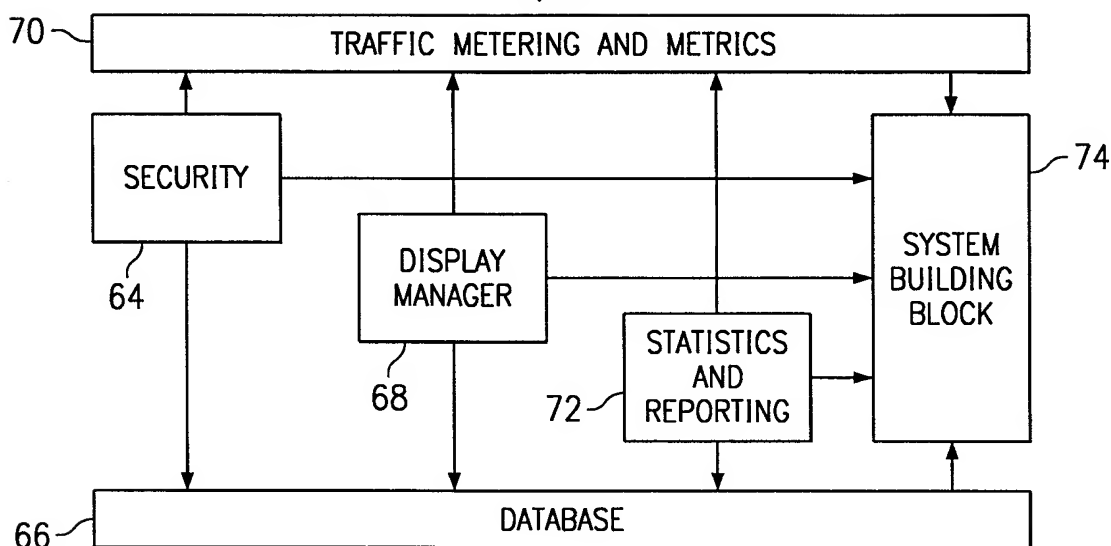 70
TRAFFIC METERING AND METRICS
SECURITY
64
74
DISPLAY
MANAGER
68
SYSTEM
BUILDING
BLOCK
STATISTICS
AND
REPORTING
72
66
DATABASE